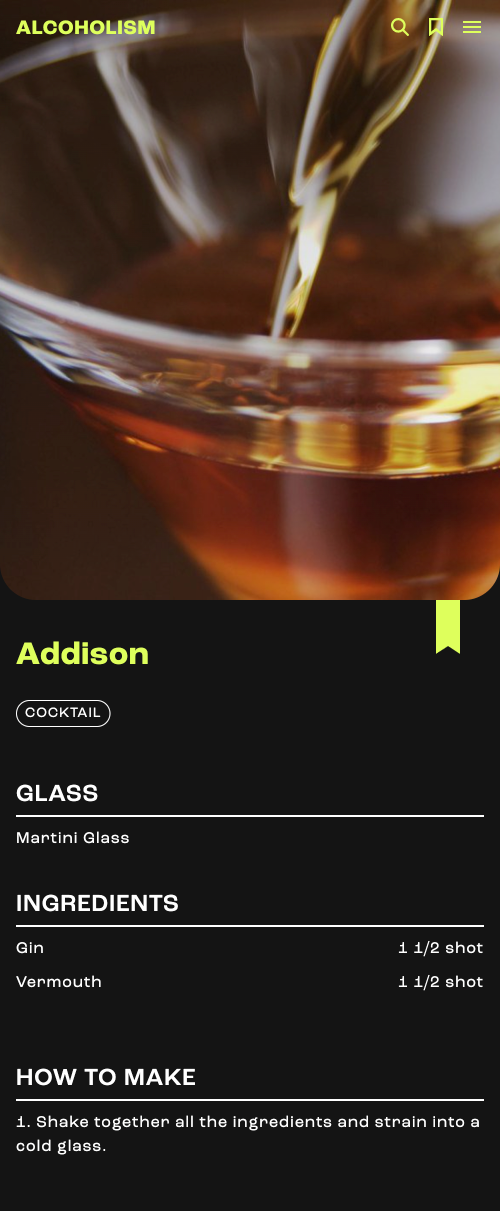 ALCOHOLISM
Addison
COCKTAIL
GLASS
Martini Glass
INGREDIENTS
Gin 1 1/2 shot
Vermouth 1 1/2 shot
HOW TO MAKE
1. Shake together all the ingredients and strain into a
cold glass.